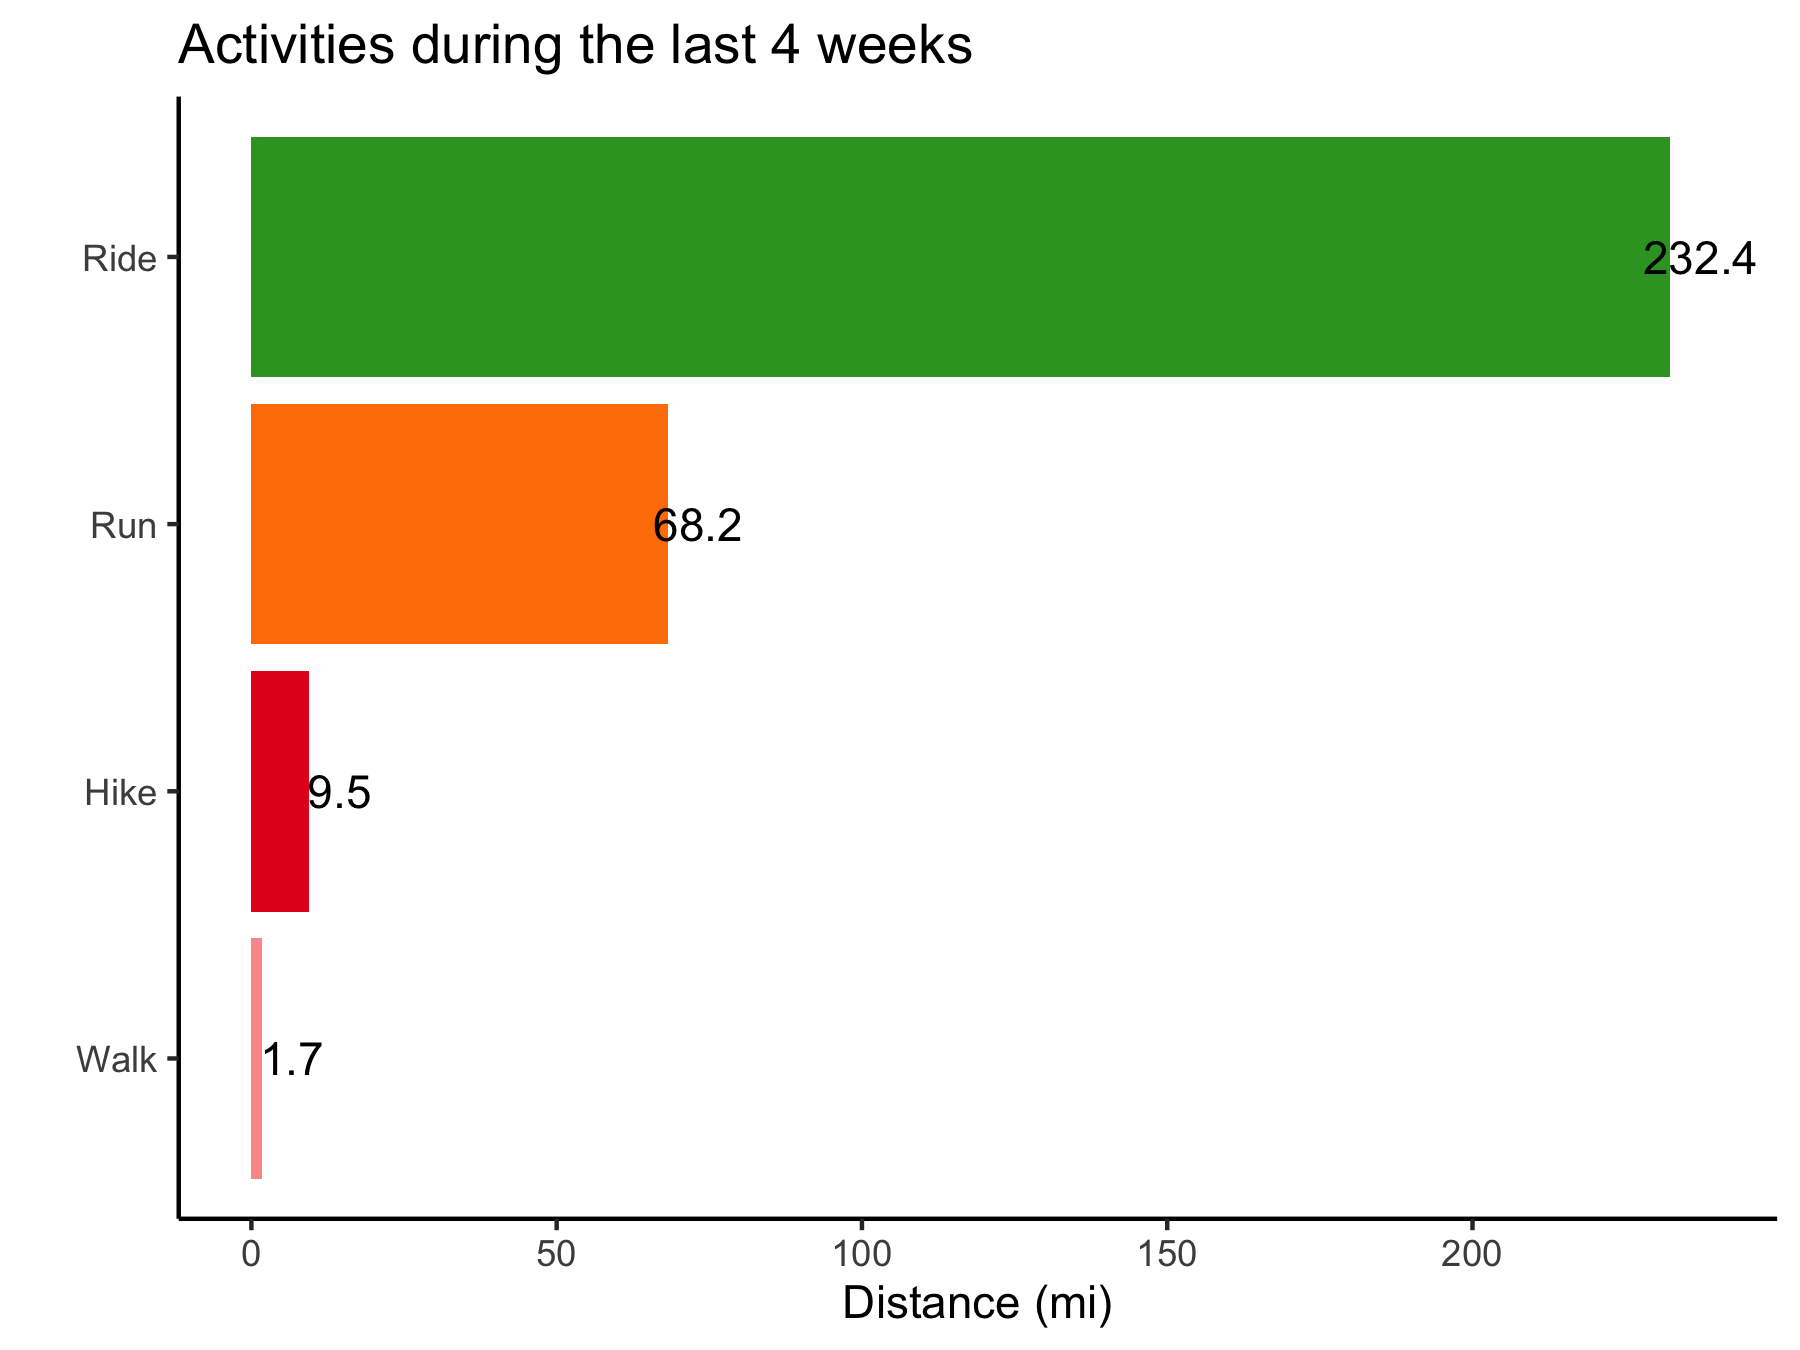 Activities during the last 4 weeks
Ride
232.4
Run
68.2
Hike
9.5
Walk
1.7
0 50 100 150 200
Distance (mi)